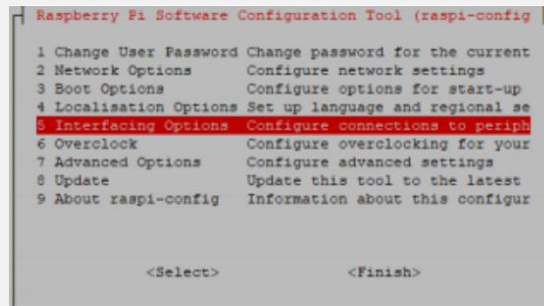 Raspberry Pi Software Configuration Tool (raspi-config
1 Change User Password Change password for the current
2 Network Options Configure network settings
3 Boot Options Configure options for start-up
4 Localisation Options Set up language and regional se
5 Interfacing Options Configure connections to periph
6 Overclock Configure overclocking for your
7 Advanced Options Configure advanced settings
8 Update Update this tool to the latest
9 About raspi-config Information about this configur
<Select> <Finish>